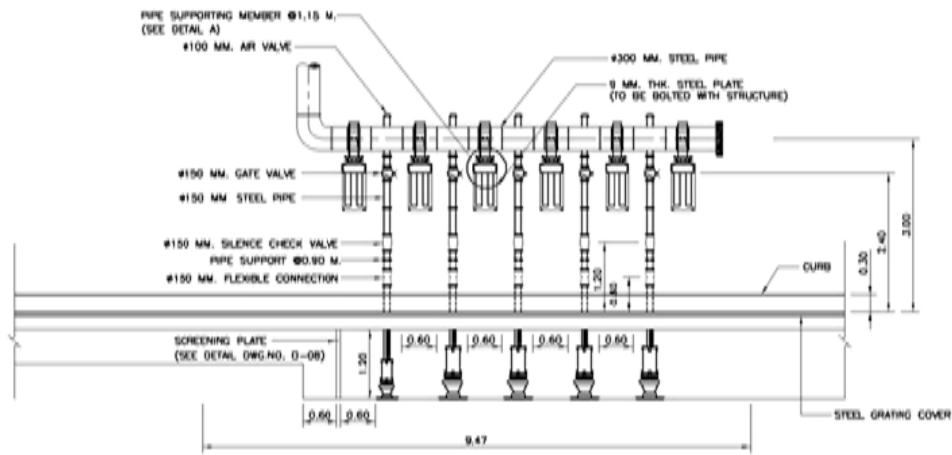 PIPE SUPPORTING MEMBER @1.15 M.
(SEE DETAIL A)
ø100 MM. AIR VALVE
ø300 MM. STEEL PIPE
9 MM. THK. STEEL PLATE
(TO BE BOLTED WITH STRUCTURE)
ø150 MM. GATE VALVE
ø150 MM STEEL PIPE
ø150 MM. SILENCE CHECK VALVE
PIPE SUPPORT @0.90 M.
ø150 MM. FLEXIBLE CONNECTION
1.20
0.60
2.40
3.00
0.30
CURB
SCREENING PLATE
(SEE DETAIL DWG.NO. D-08)
1.20
0.60
0.60
0.60
0.60
0.60
0.60
STEEL GRATING COVER
9.47